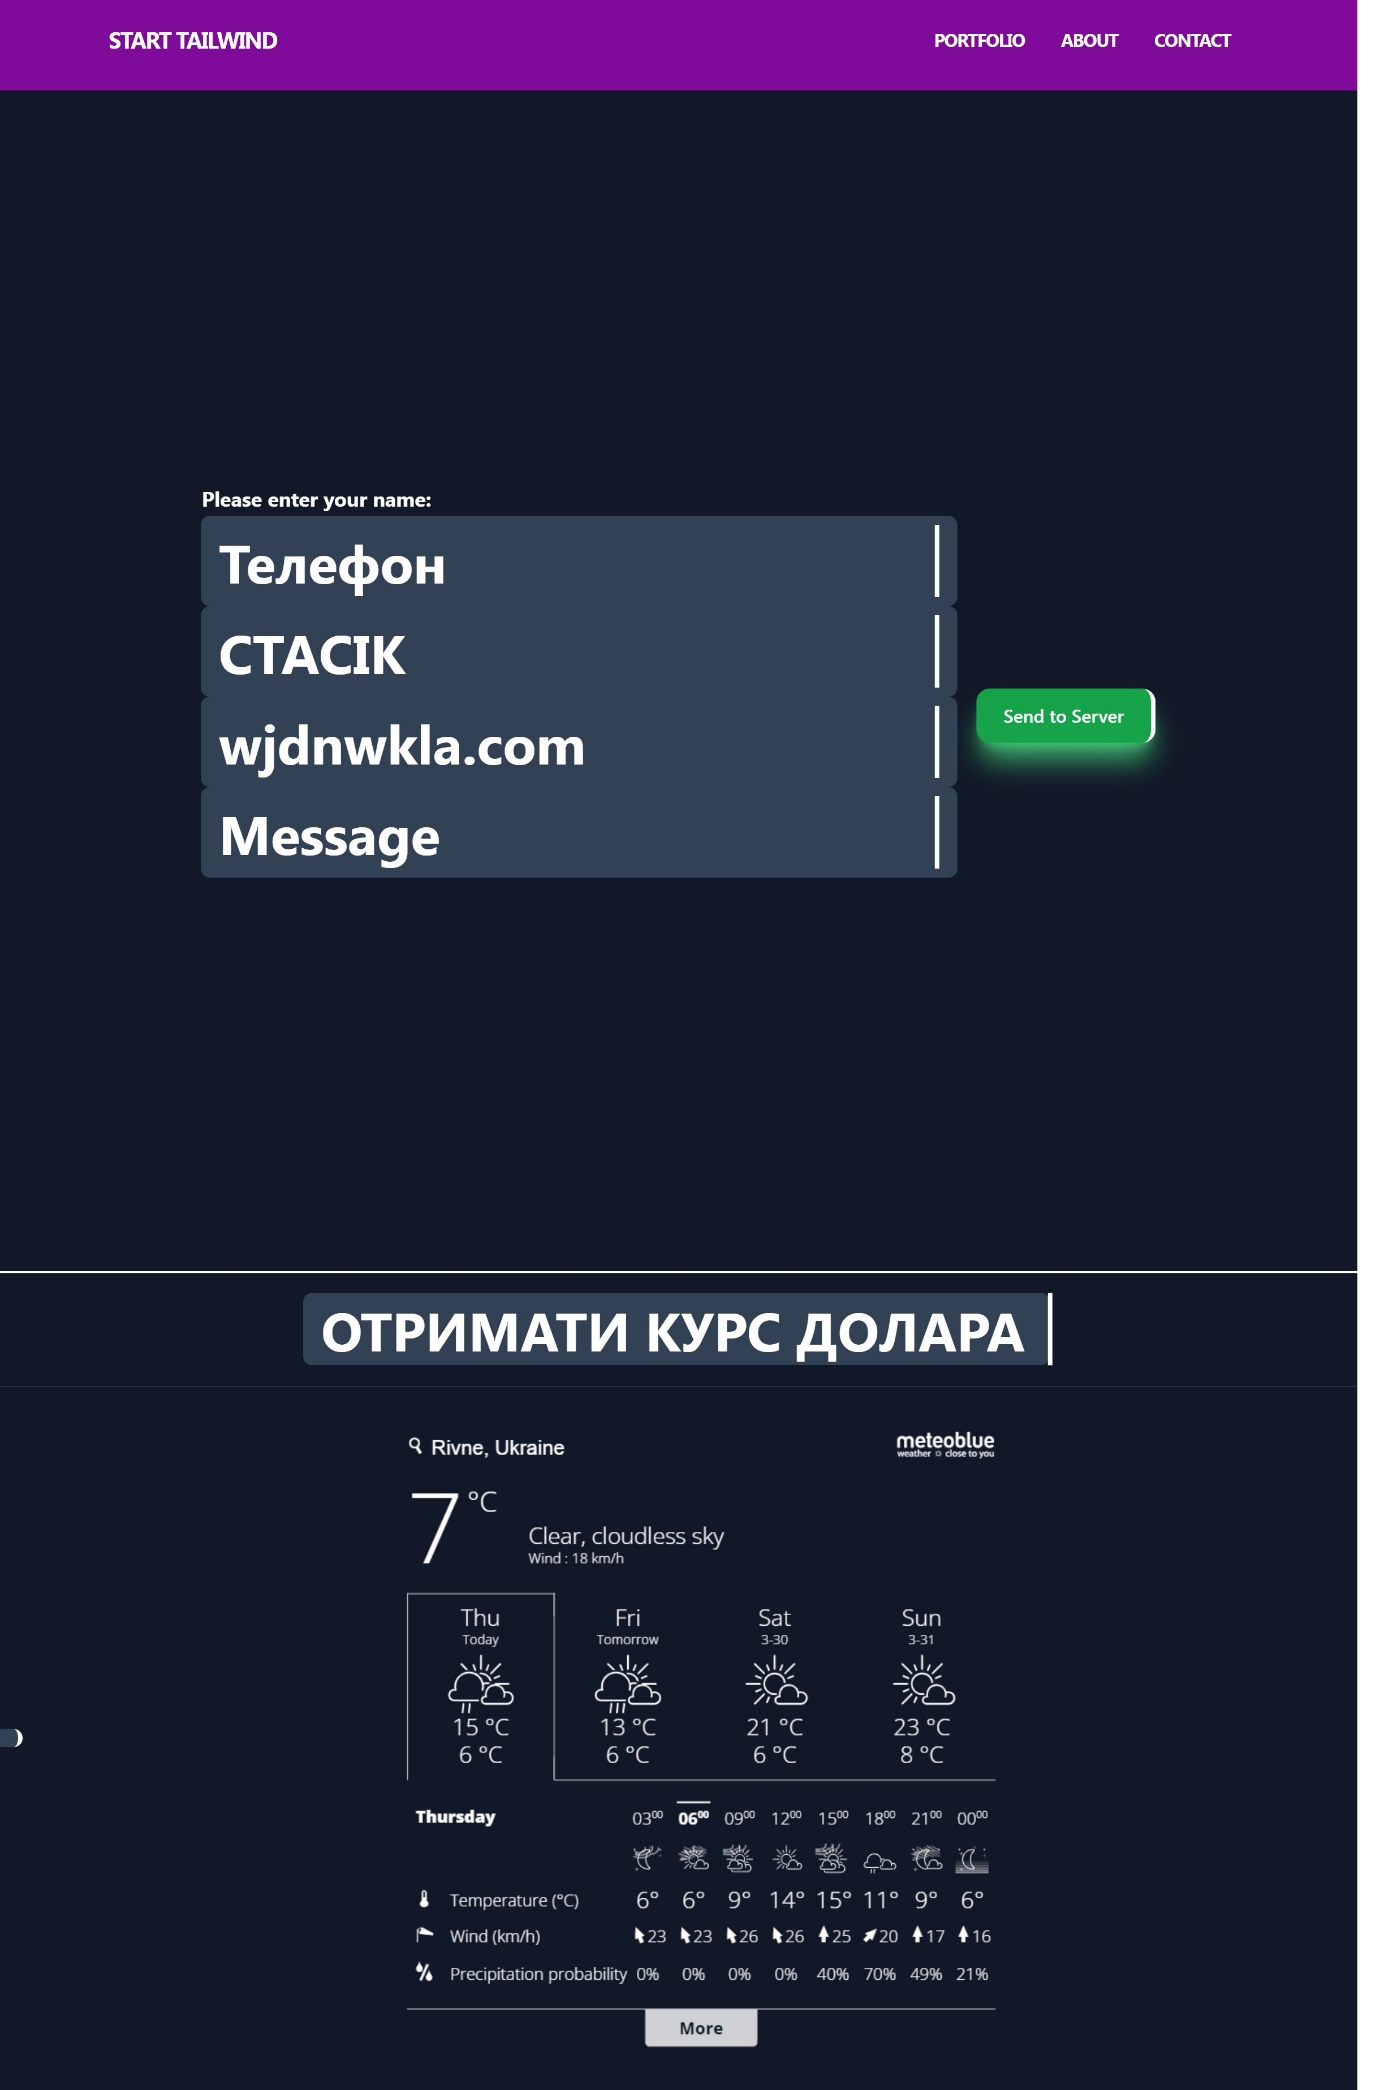 START TAILWIND PORTFOLIO ABOUT CONTACT
Please enter your name:
Телефон
СТАСІК
wjdnwkla.com
Send to Server
Message
ОТРИМАТИ КУРС ДОЛАРА
Rivne, Ukraine
meteoblue
weather ☼ close to you
7 °C
Clear, cloudless sky
Wind : 18 km/h
Thu Fri Sat Sun
Today Tomorrow 3-30 3-31
15 °C 13 °C 21 °C 23 °C
6 °C 6 °C 6 °C 8 °C
Thursday 03⁰⁰ 06⁰⁰ 09⁰⁰ 12⁰⁰ 15⁰⁰ 18⁰⁰ 21⁰⁰ 00⁰⁰
Temperature (°C) 6° 6° 9° 14° 15° 11° 9° 6°
Wind (km/h) 23 23 26 26 25 20 17 16
Precipitation probability 0% 0% 0% 0% 40% 70% 49% 21%
More